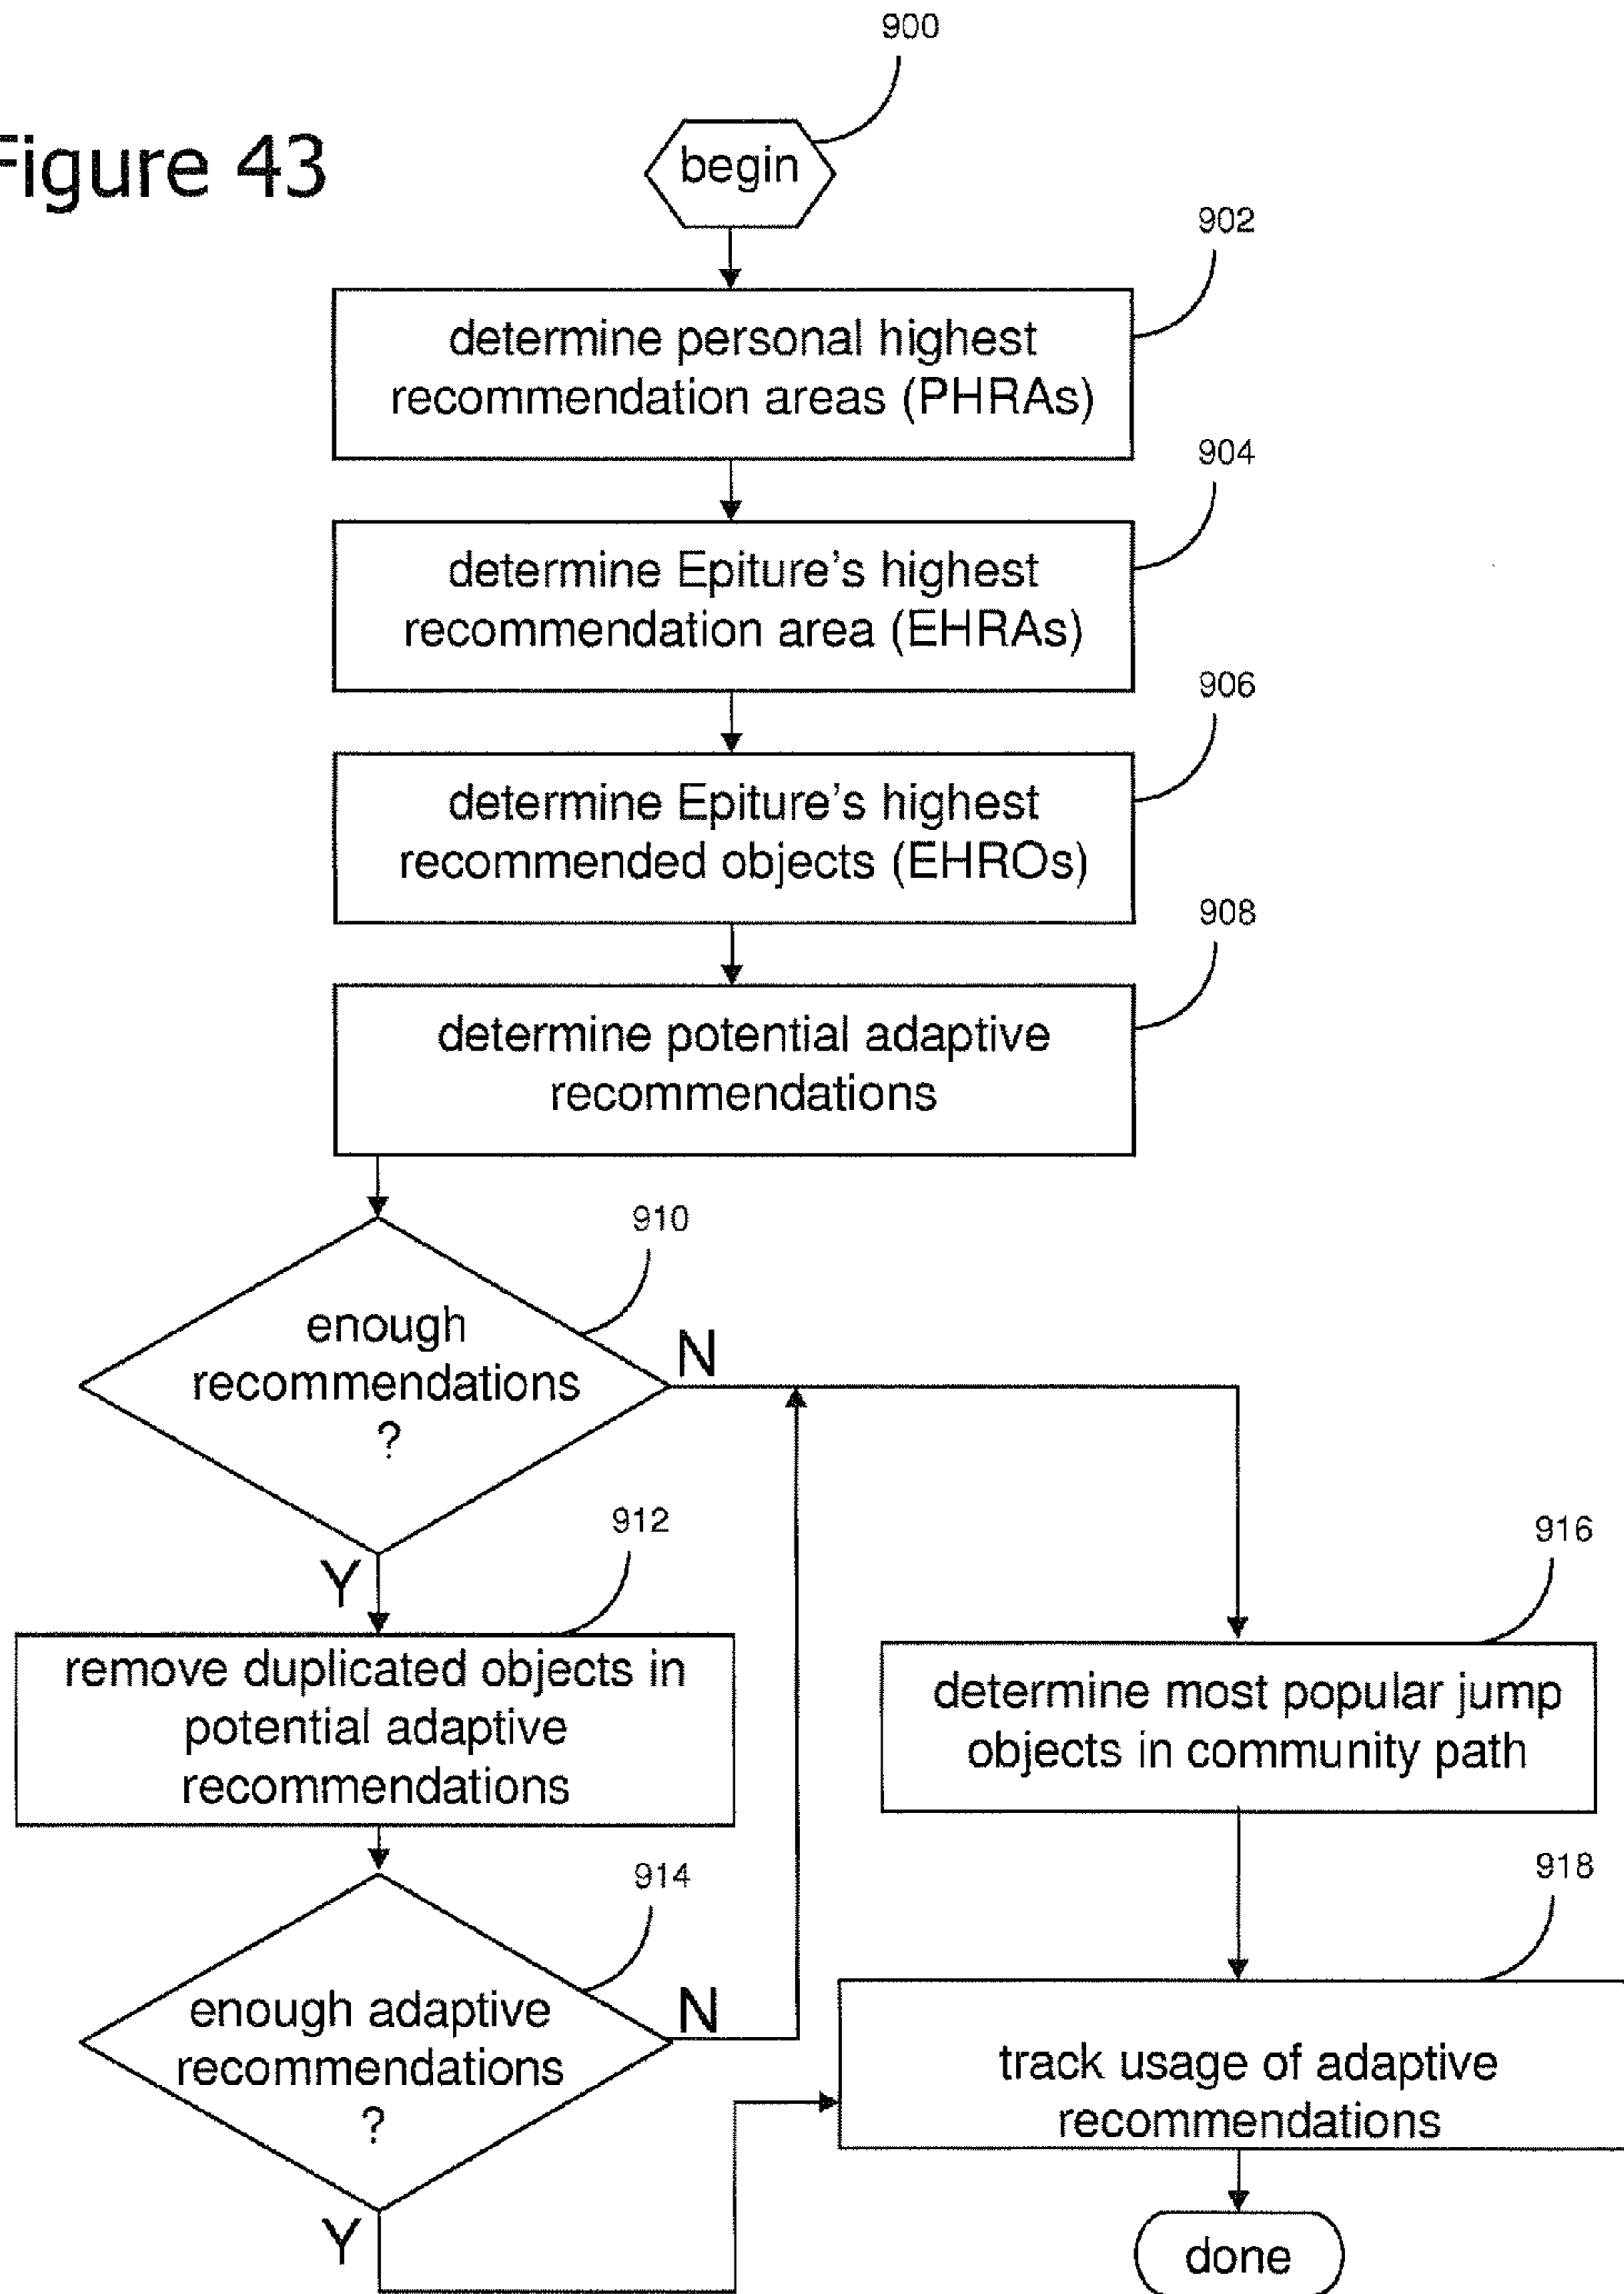 900
Figure 43
begin
902
determine personal highest
recommendation areas (PHRAs)
904
determine Epiture's highest
recommendation area (EHRAs)
906
determine Epiture's highest
recommended objects (EHROs)
908
determine potential adaptive
recommendations
910
enough
recommendations
?
N
Y
912
remove duplicated objects in
potential adaptive
recommendations
916
determine most popular jump
objects in community path
914
enough adaptive
recommendations
?
N
Y
918
track usage of adaptive
recommendations
done